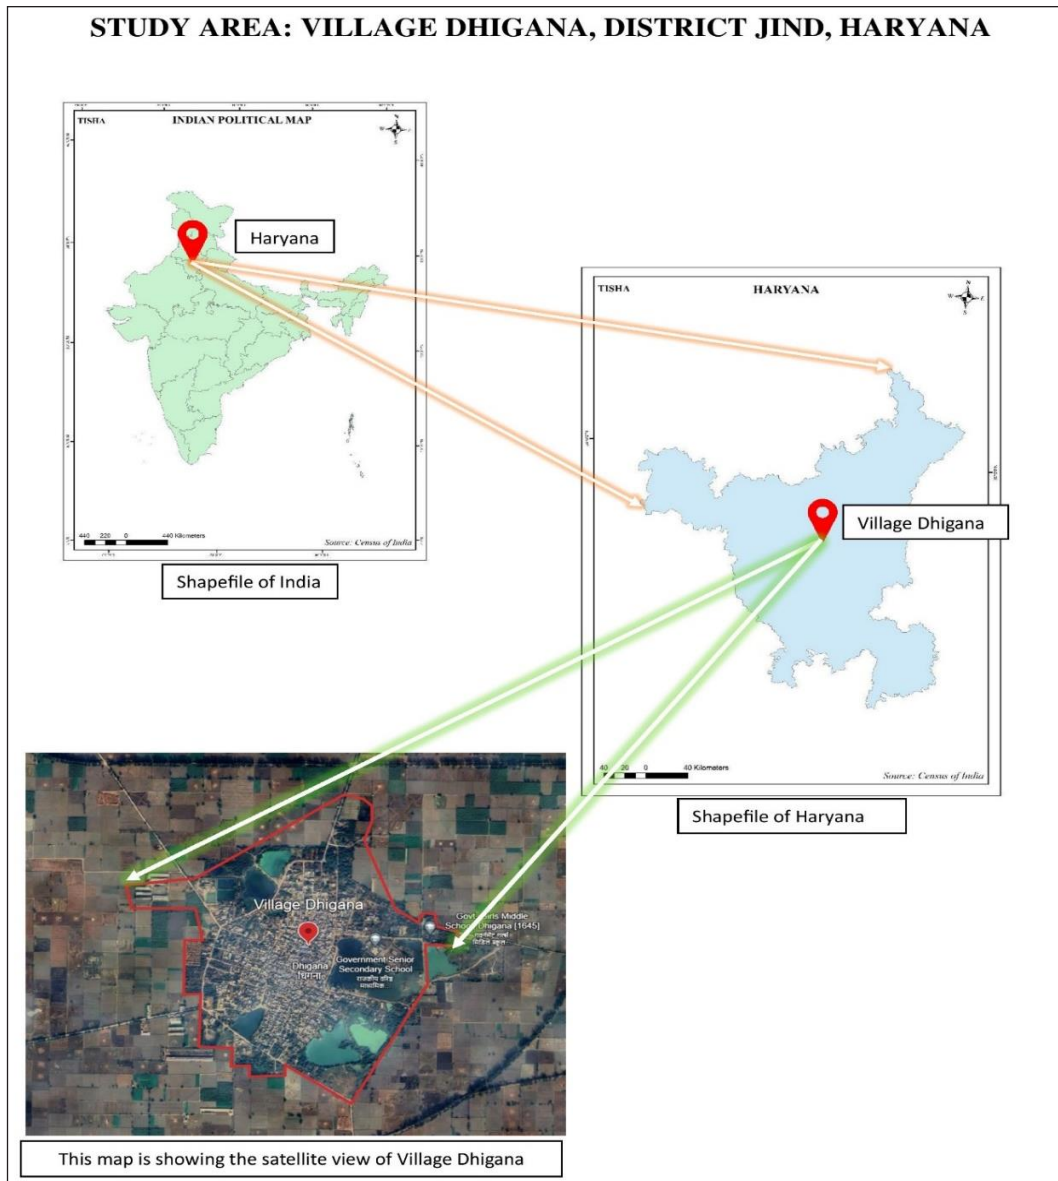 STUDY AREA: VILLAGE DHIGANA, DISTRICT JIND, HARYANA
TISHA
INDIAN POLITICAL MAP
Haryana
440 220 0 440 Kilometers
Source: Census of India
Shapefile of India
TISHA
HARYANA
N
W E
S
Village Dhigana
40 20 0 40 Kilometers
Source: Census of India
Shapefile of Haryana
Village Dhigana
Dhigana
Govt Girls Middle
School Dhigana [1645]
Government Senior
Secondary School
This map is showing the satellite view of Village Dhigana